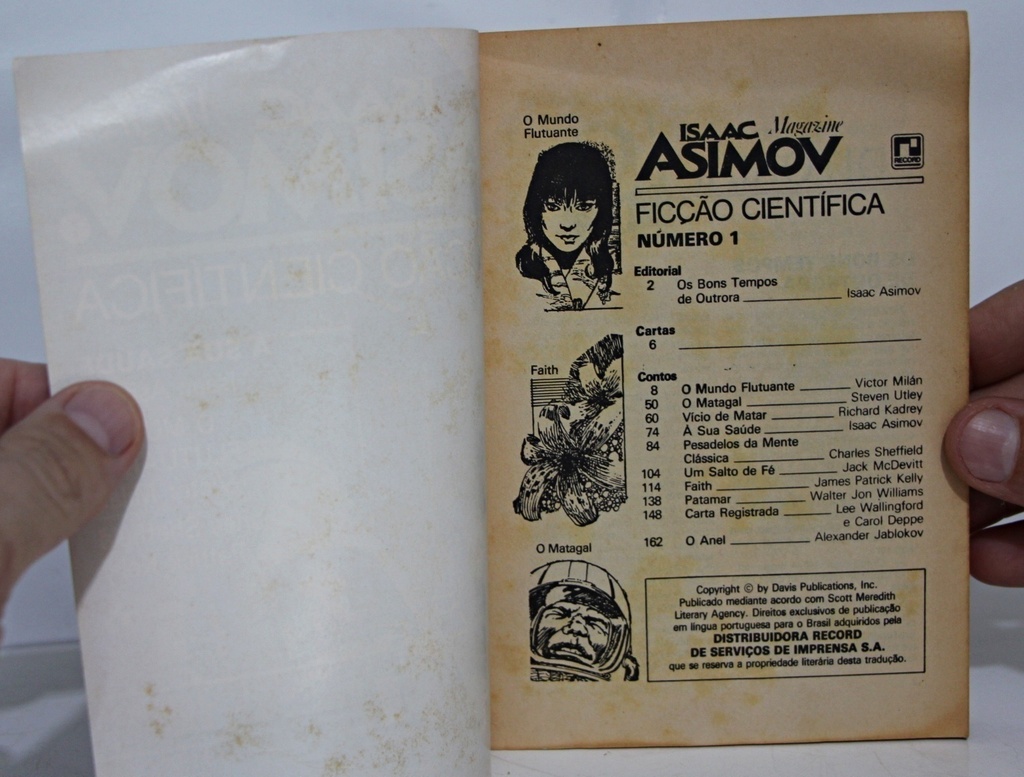 O Mundo
Flutuante
ISAAC Magazine
ASIMOV
RECORD
FICÇÃO CIENTÍFICA
NÚMERO 1
Editorial
2 Os Bons Tempos
de Outrora Isaac Asimov
Cartas
6
Faith
Contos
8 O Mundo Flutuante Victor Milán
50 O Matagal Steven Utley
60 Vício de Matar Richard Kadrey
74 À Sua Saúde Isaac Asimov
84 Pesadelos da Mente
Clássica Charles Sheffield
104 Um Salto de Fé Jack McDevitt
114 Faith James Patrick Kelly
138 Patamar Walter Jon Williams
148 Carta Registrada Lee Wallingford
e Carol Deppe
162 O Anel Alexander Jablokov
O Matagal
Copyright © by Davis Publications, Inc.
Publicado mediante acordo com Scott Meredith
Literary Agency. Direitos exclusivos de publicação
em língua portuguesa para o Brasil adquiridos pela
DISTRIBUIDORA RECORD
DE SERVIÇOS DE IMPRENSA S.A.
que se reserva a propriedade literária desta tradução.